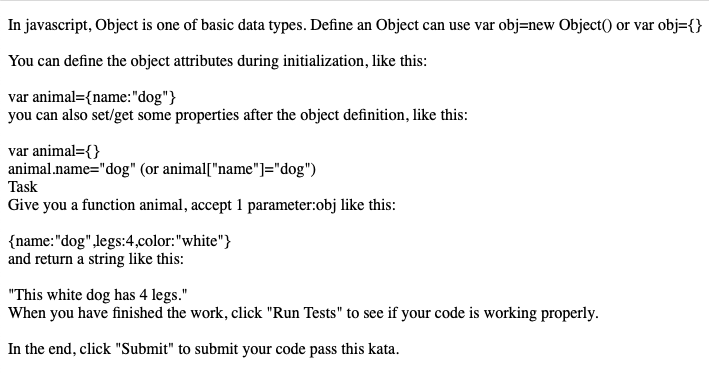 In javascript, Object is one of basic data types. Define an Object can use var obj=new Object() or var obj={}
You can define the object attributes during initialization, like this:
var animal={name:"dog"}
you can also set/get some properties after the object definition, like this:
var animal={}
animal.name="dog" (or animal["name"]="dog")
Task
Give you a function animal, accept 1 parameter:obj like this:
{name:"dog",legs:4,color:"white"}
and return a string like this:
"This white dog has 4 legs."
When you have finished the work, click "Run Tests" to see if your code is working properly.
In the end, click "Submit" to submit your code pass this kata.